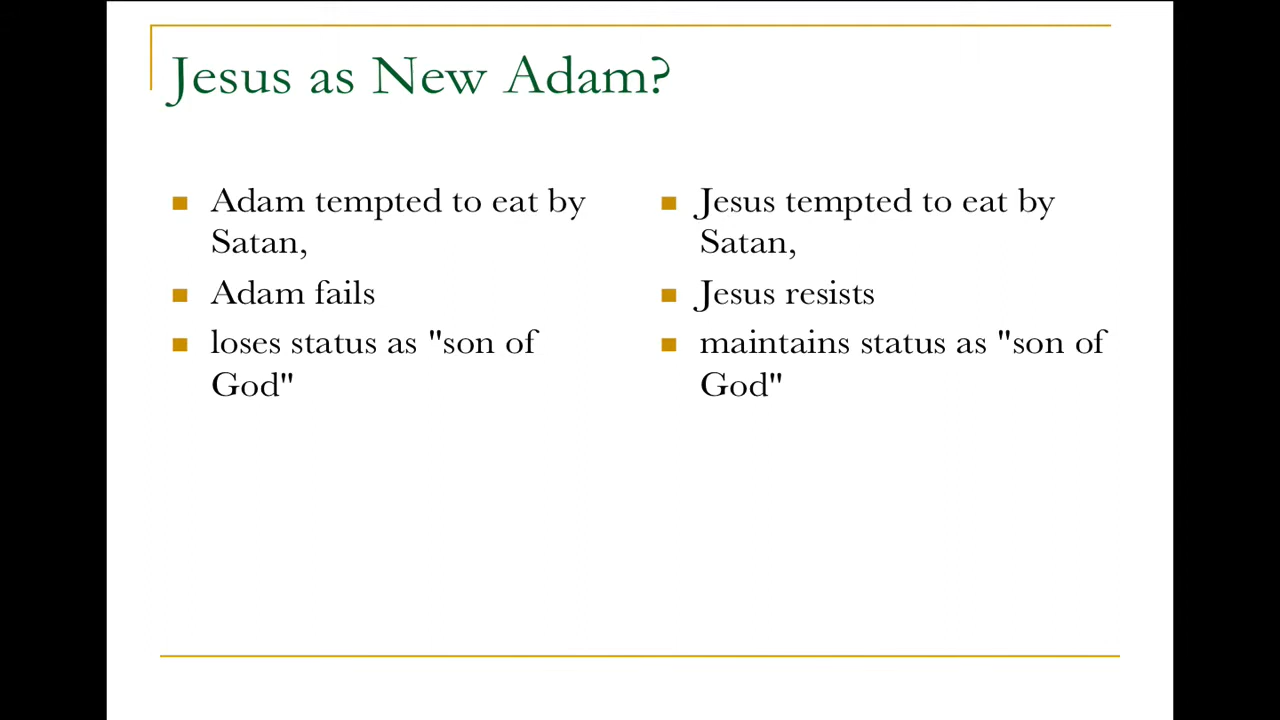 Jesus as New Adam?
Adam tempted to eat by
Satan,
Adam fails
loses status as "son of
God"
Jesus tempted to eat by
Satan,
Jesus resists
maintains status as "son of
God"